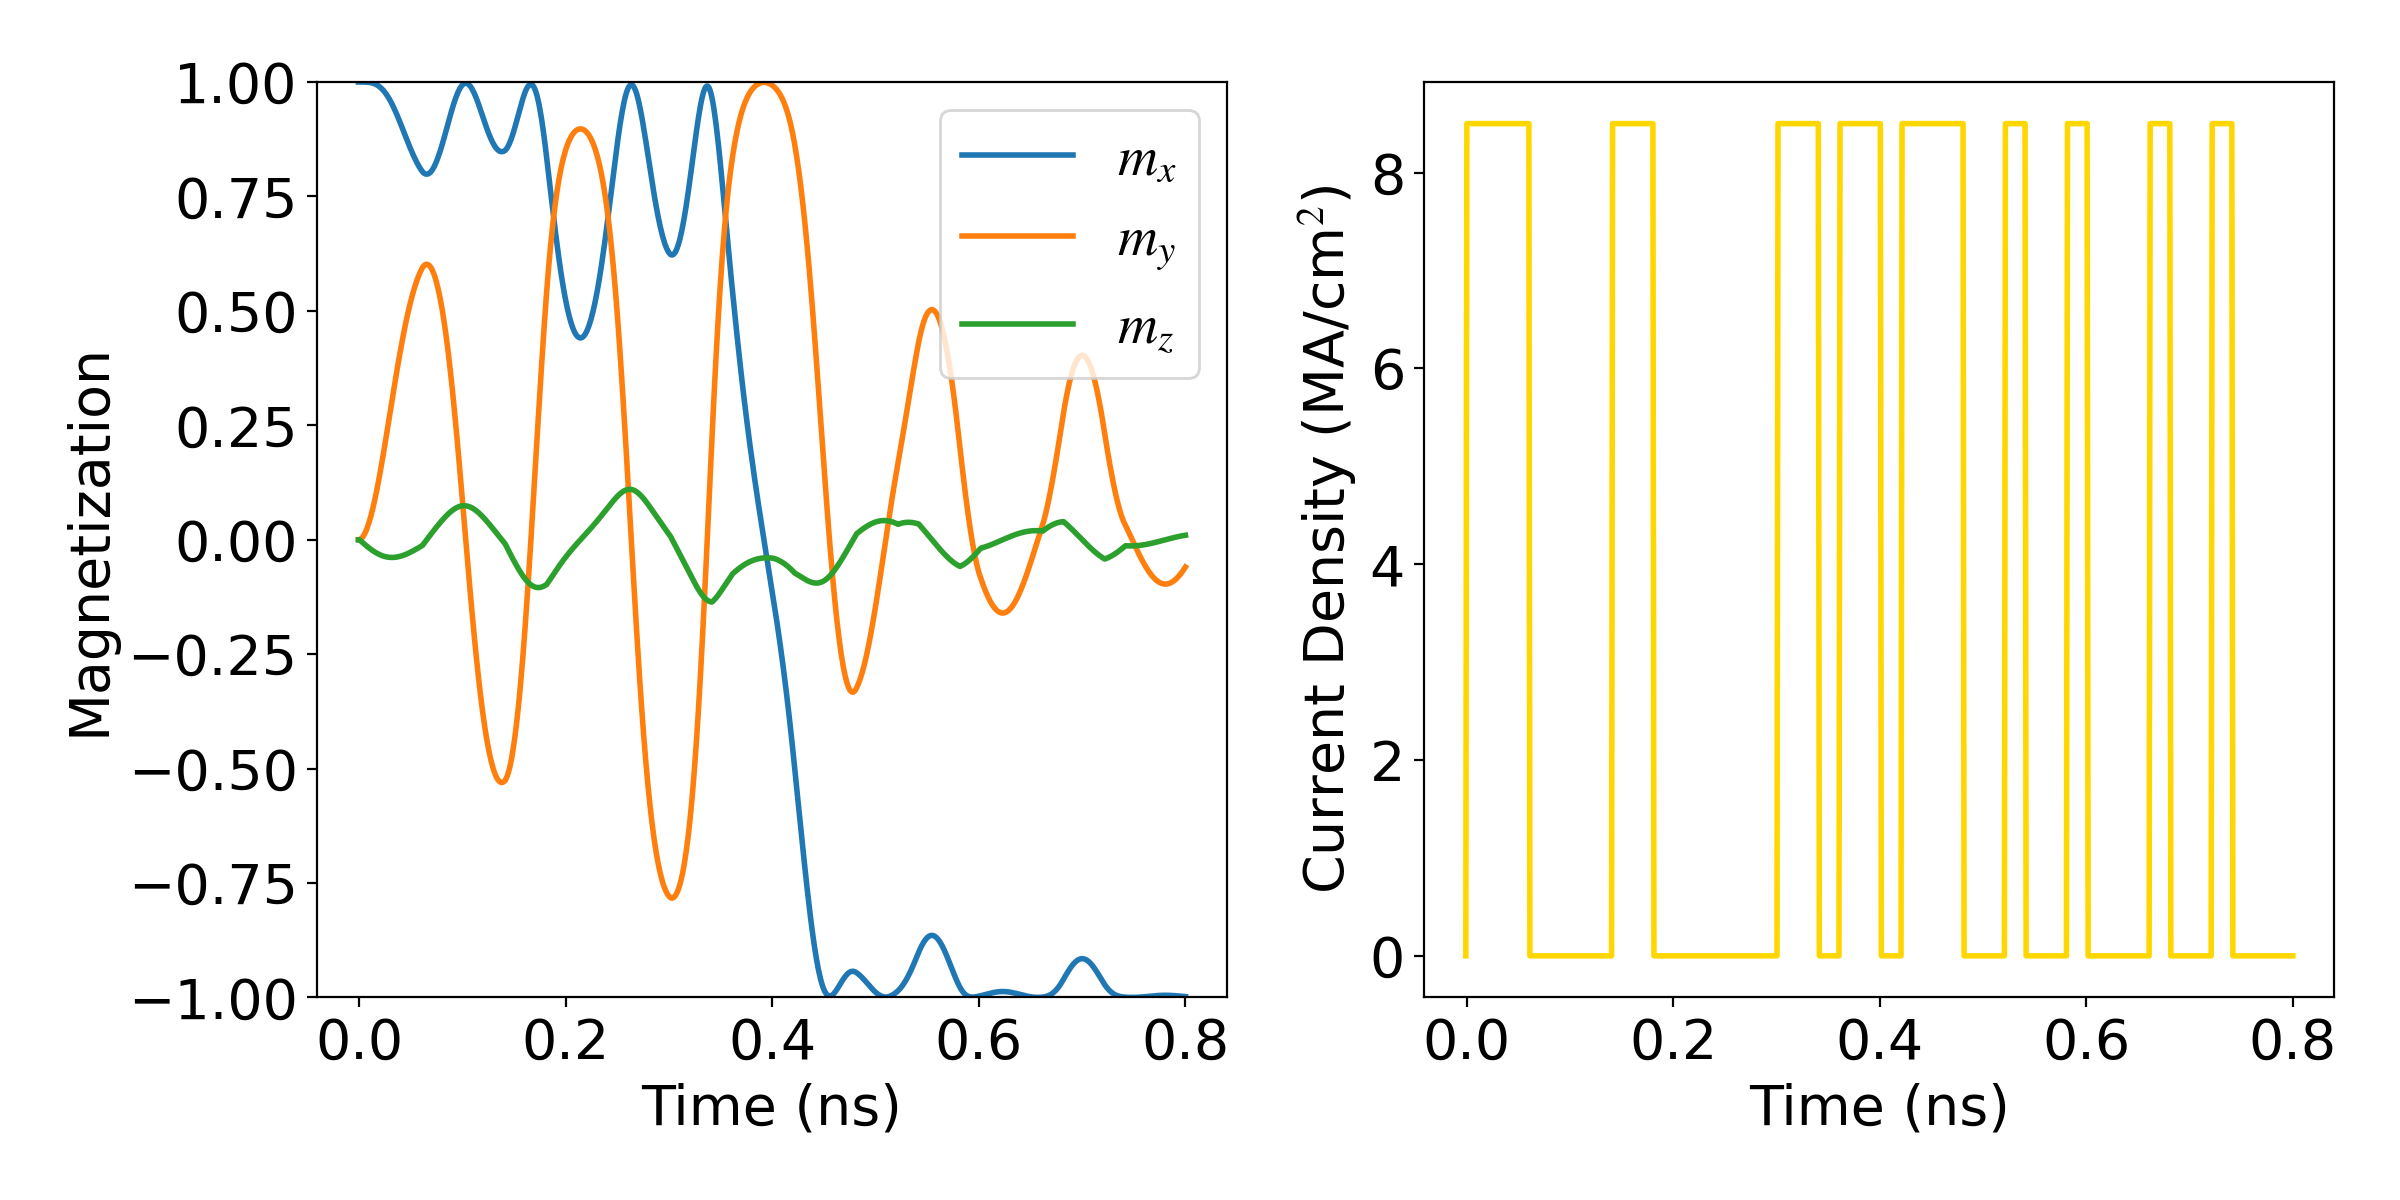 Magnetization
1.00
0.75
0.50
0.25
0.00
−0.25
−0.50
−0.75
−1.00
0.0 0.2 0.4 0.6 0.8
Time (ns)
mₓ
m_y
m_z
Current Density (MA/cm²)
8
6
4
2
0
0.0 0.2 0.4 0.6 0.8
Time (ns)